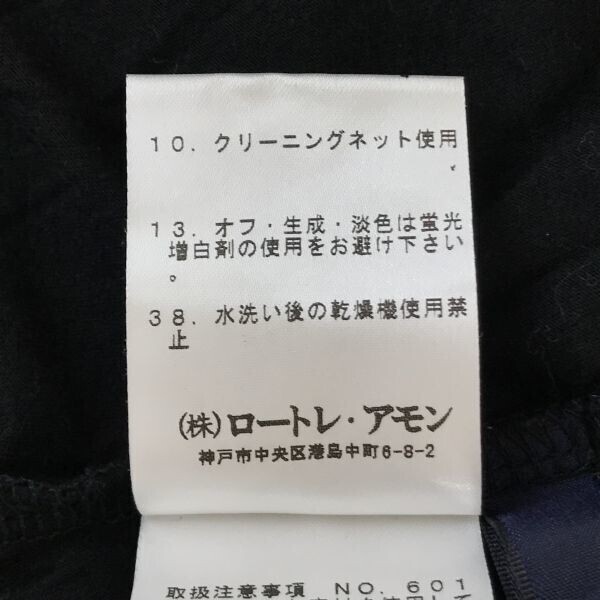 10. クリーニングネット使用
13. オフ・生成・淡色は蛍光
増白剤の使用をお避け下さい
。
38. 水洗い後の乾燥機使用禁
止
(株)ロートレ・アモン
神戸市中央区港島中町6-8-2
取扱注意事項 NO. 601